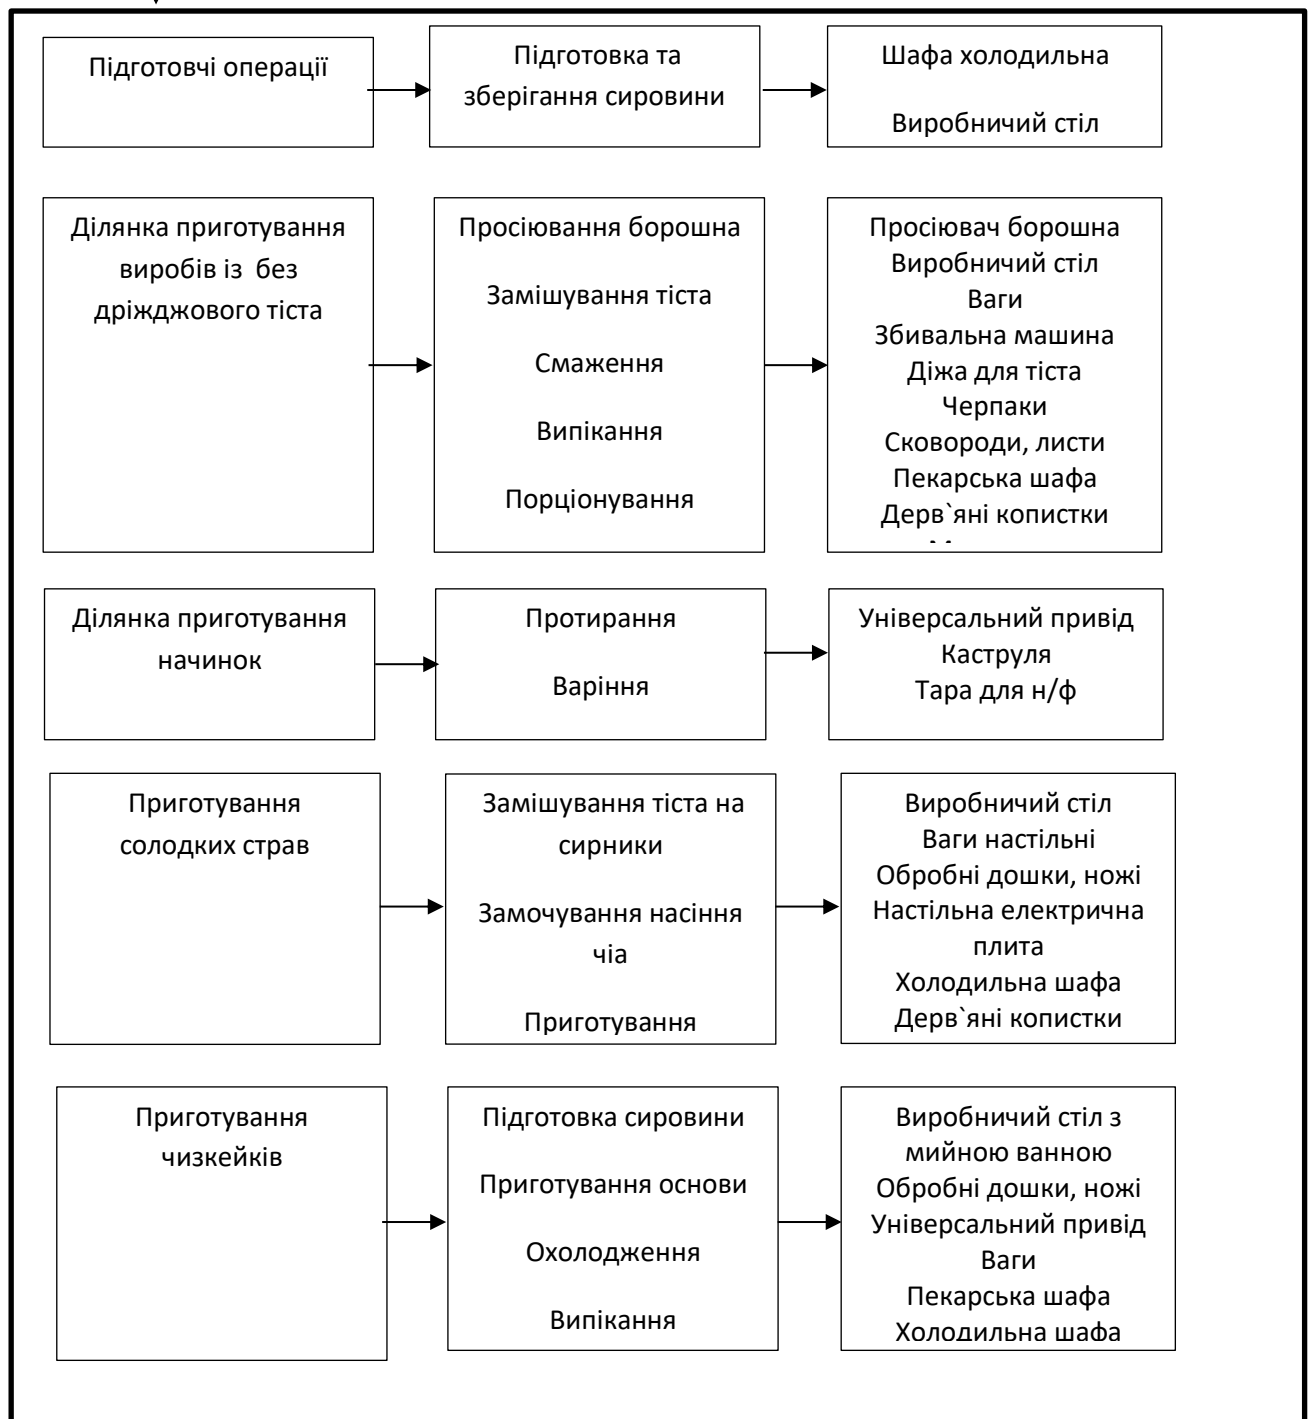 Підготовчі операції
Підготовка та
зберігання сировини
Шафа холодильна
Виробничий стіл
Ділянка приготування
виробів із  без
дріжджового тіста
Просіювання борошна
Замішування тіста
Смаження
Випікання
Порціонування
Просіювач борошна
Виробничий стіл
Ваги
Збивальна машина
Діжа для тіста
Черпаки
Сковороди, листи
Пекарська шафа
Дерв`яні копистки
Ділянка приготування
начинок
Протирання
Варіння
Універсальний привід
Каструля
Тара для н/ф
Приготування
солодких страв
Замішування тіста на
сирники
Замочування насіння
чіа
Приготування
Виробничий стіл
Ваги настільні
Обробні дошки, ножі
Настільна електрична
плита
Холодильна шафа
Дерв`яні копистки
Приготування
чизкейків
Підготовка сировини
Приготування основи
Охолодження
Випікання
Виробничий стіл з
мийною ванною
Обробні дошки, ножі
Універсальний привід
Ваги
Пекарська шафа
Холодильна шафа